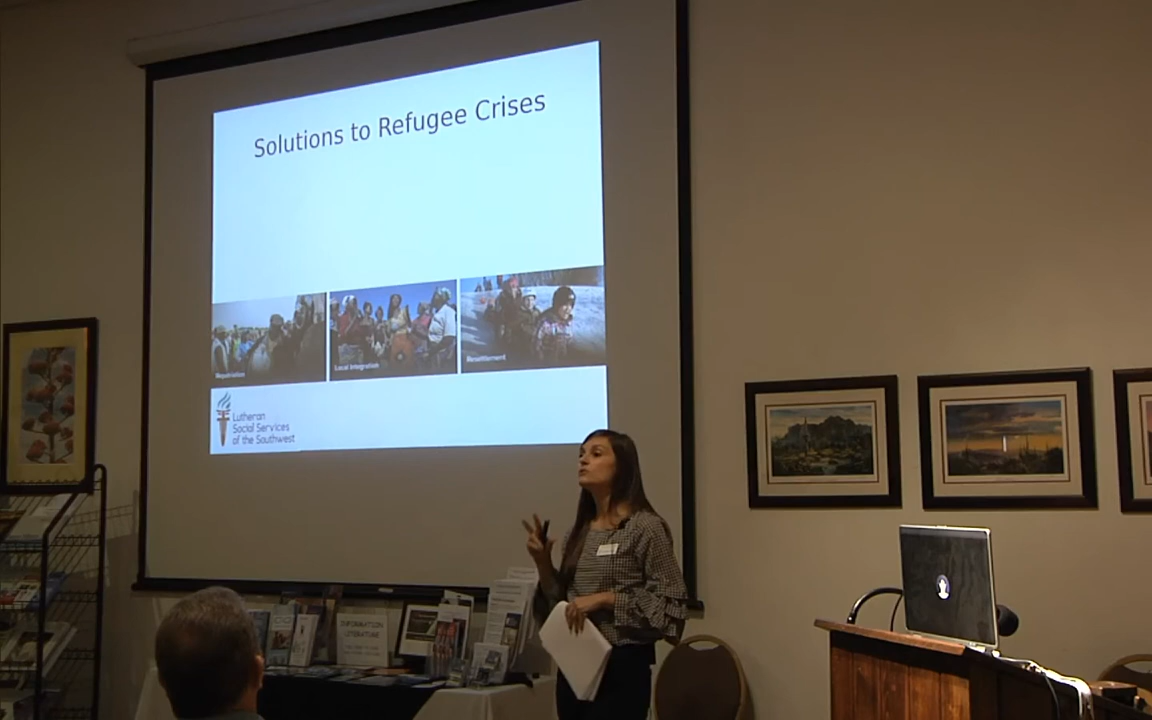 Solutions to Refugee Crises
Repatriation
Local Integration
Resettlement
Lutheran
Social Services
of the Southwest
INFORMATION
LITERATURE